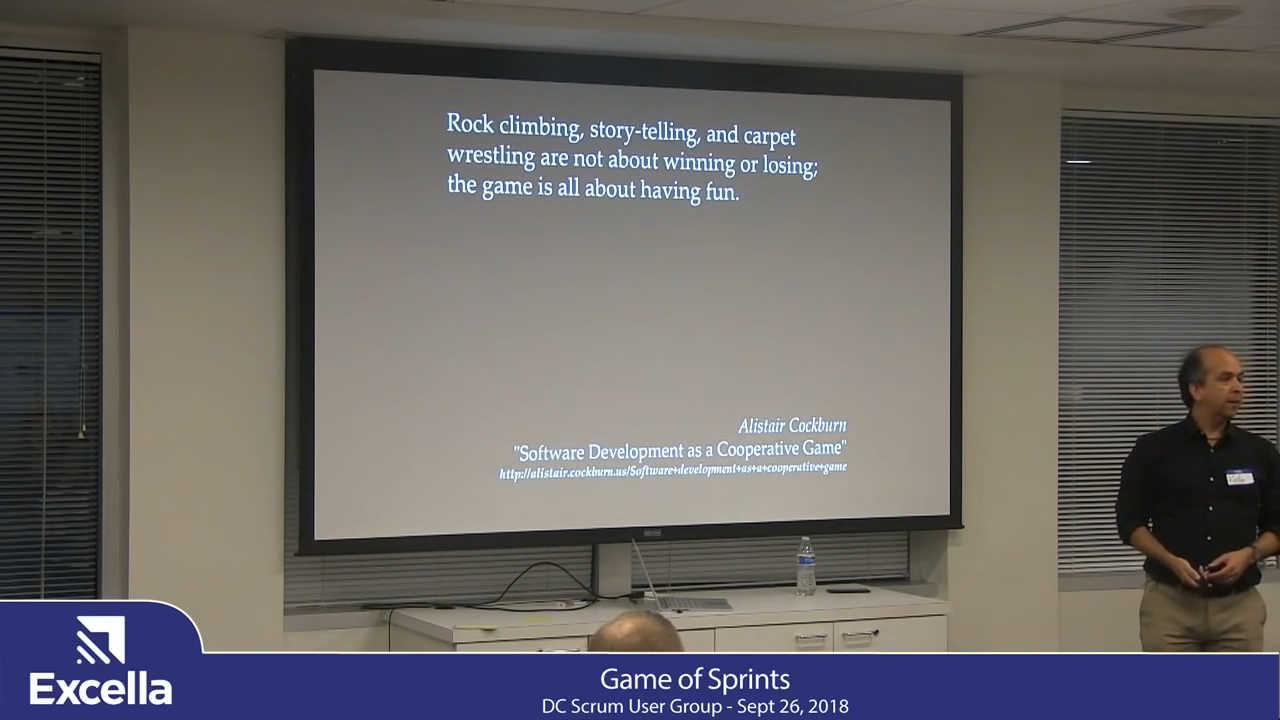 Rock climbing, story-telling, and carpet
wrestling are not about winning or losing;
the game is all about having fun.
Alistair Cockburn
"Software Development as a Cooperative Game"
http://alistair.cockburn.us/Software+development+as+a+cooperative+game
Excella
Game of Sprints
DC Scrum User Group - Sept 26, 2018